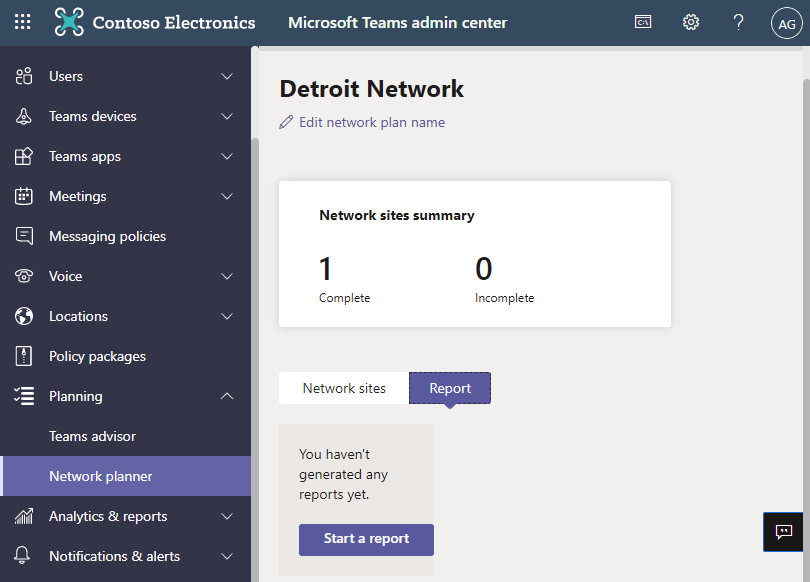 Contoso Electronics
Microsoft Teams admin center
C:\
?
AG
Users
Teams devices
Teams apps
Meetings
Messaging policies
Voice
Locations
Policy packages
Planning
Teams advisor
Network planner
Analytics & reports
Notifications & alerts
Detroit Network
Edit network plan name
Network sites summary
1
Complete
0
Incomplete
Network sites
Report
You haven't
generated any
reports yet.
Start a report